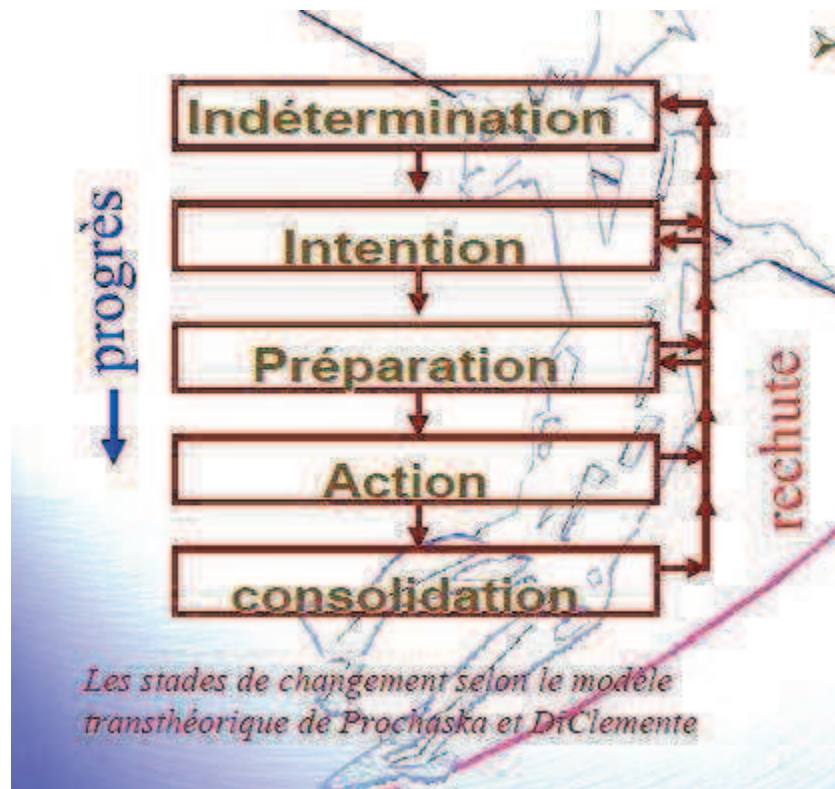 Indétermination
Intention
progrès
Préparation
rechute
Action
consolidation
Les stades de changement selon le modèle
transthéorique de Prochaska et DiClemente